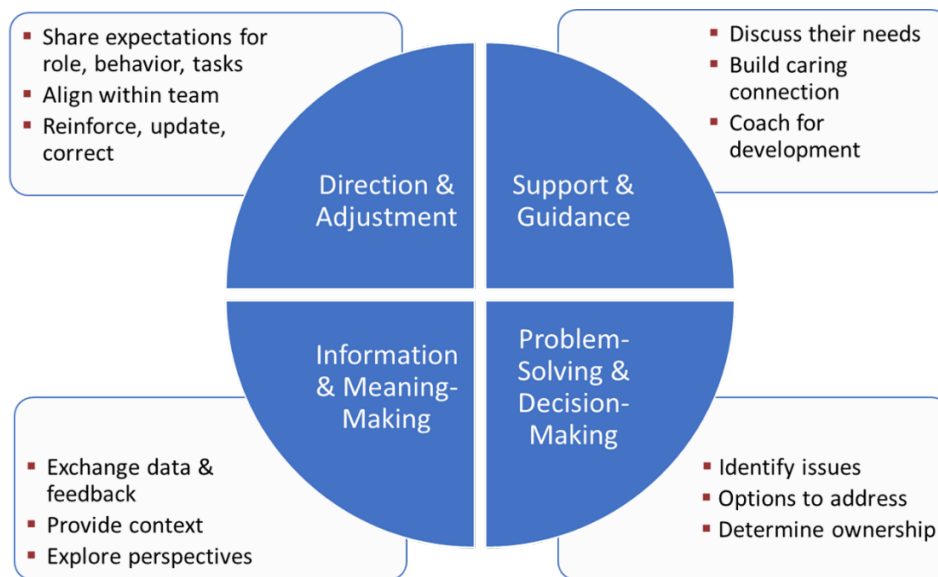 Share expectations for
role, behavior, tasks
Align within team
Reinforce, update,
correct
Direction &
Adjustment
Support &
Guidance
Discuss their needs
Build caring
connection
Coach for
development
Information
& Meaning-
Making
Problem-
Solving &
Decision-
Making
Exchange data &
feedback
Provide context
Explore perspectives
Identify issues
Options to address
Determine ownership